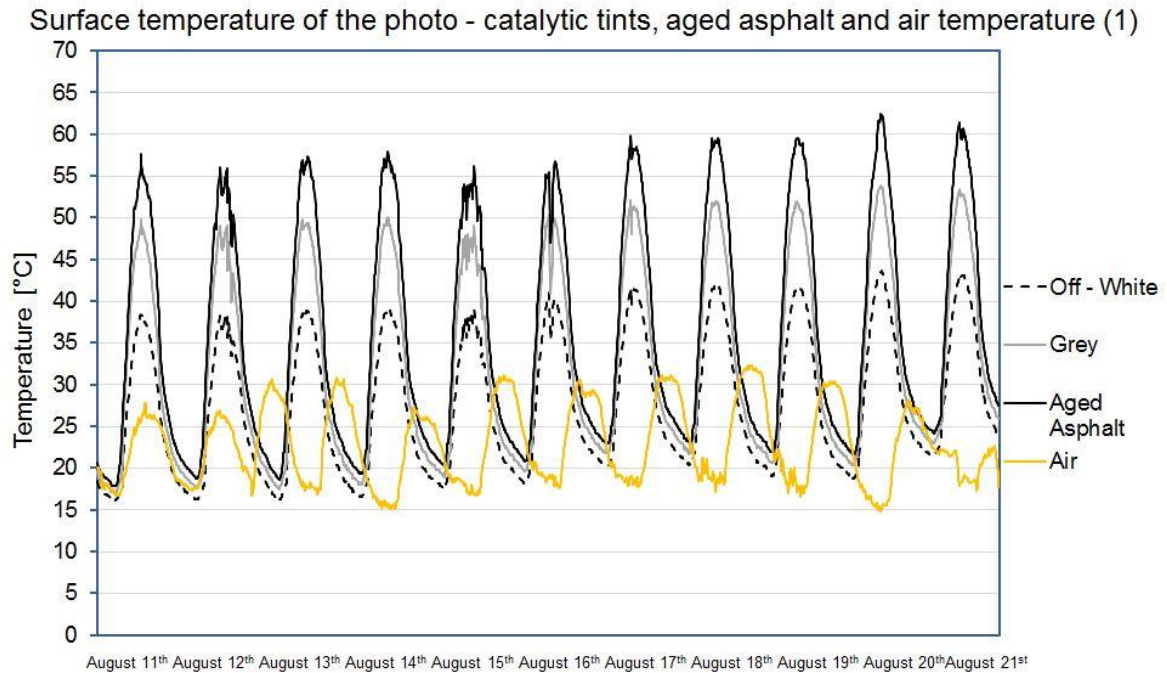 Surface temperature of the photo - catalytic tints, aged asphalt and air temperature (1)
70
65
60
55
50
45
40
35
30
25
20
15
10
5
0
Temperature [°C]
Off - White
Grey
Aged
Asphalt
Air
August 11th August 12th August 13th August 14th August 15th August 16th August 17th August 18th August 19th August 20th August 21st